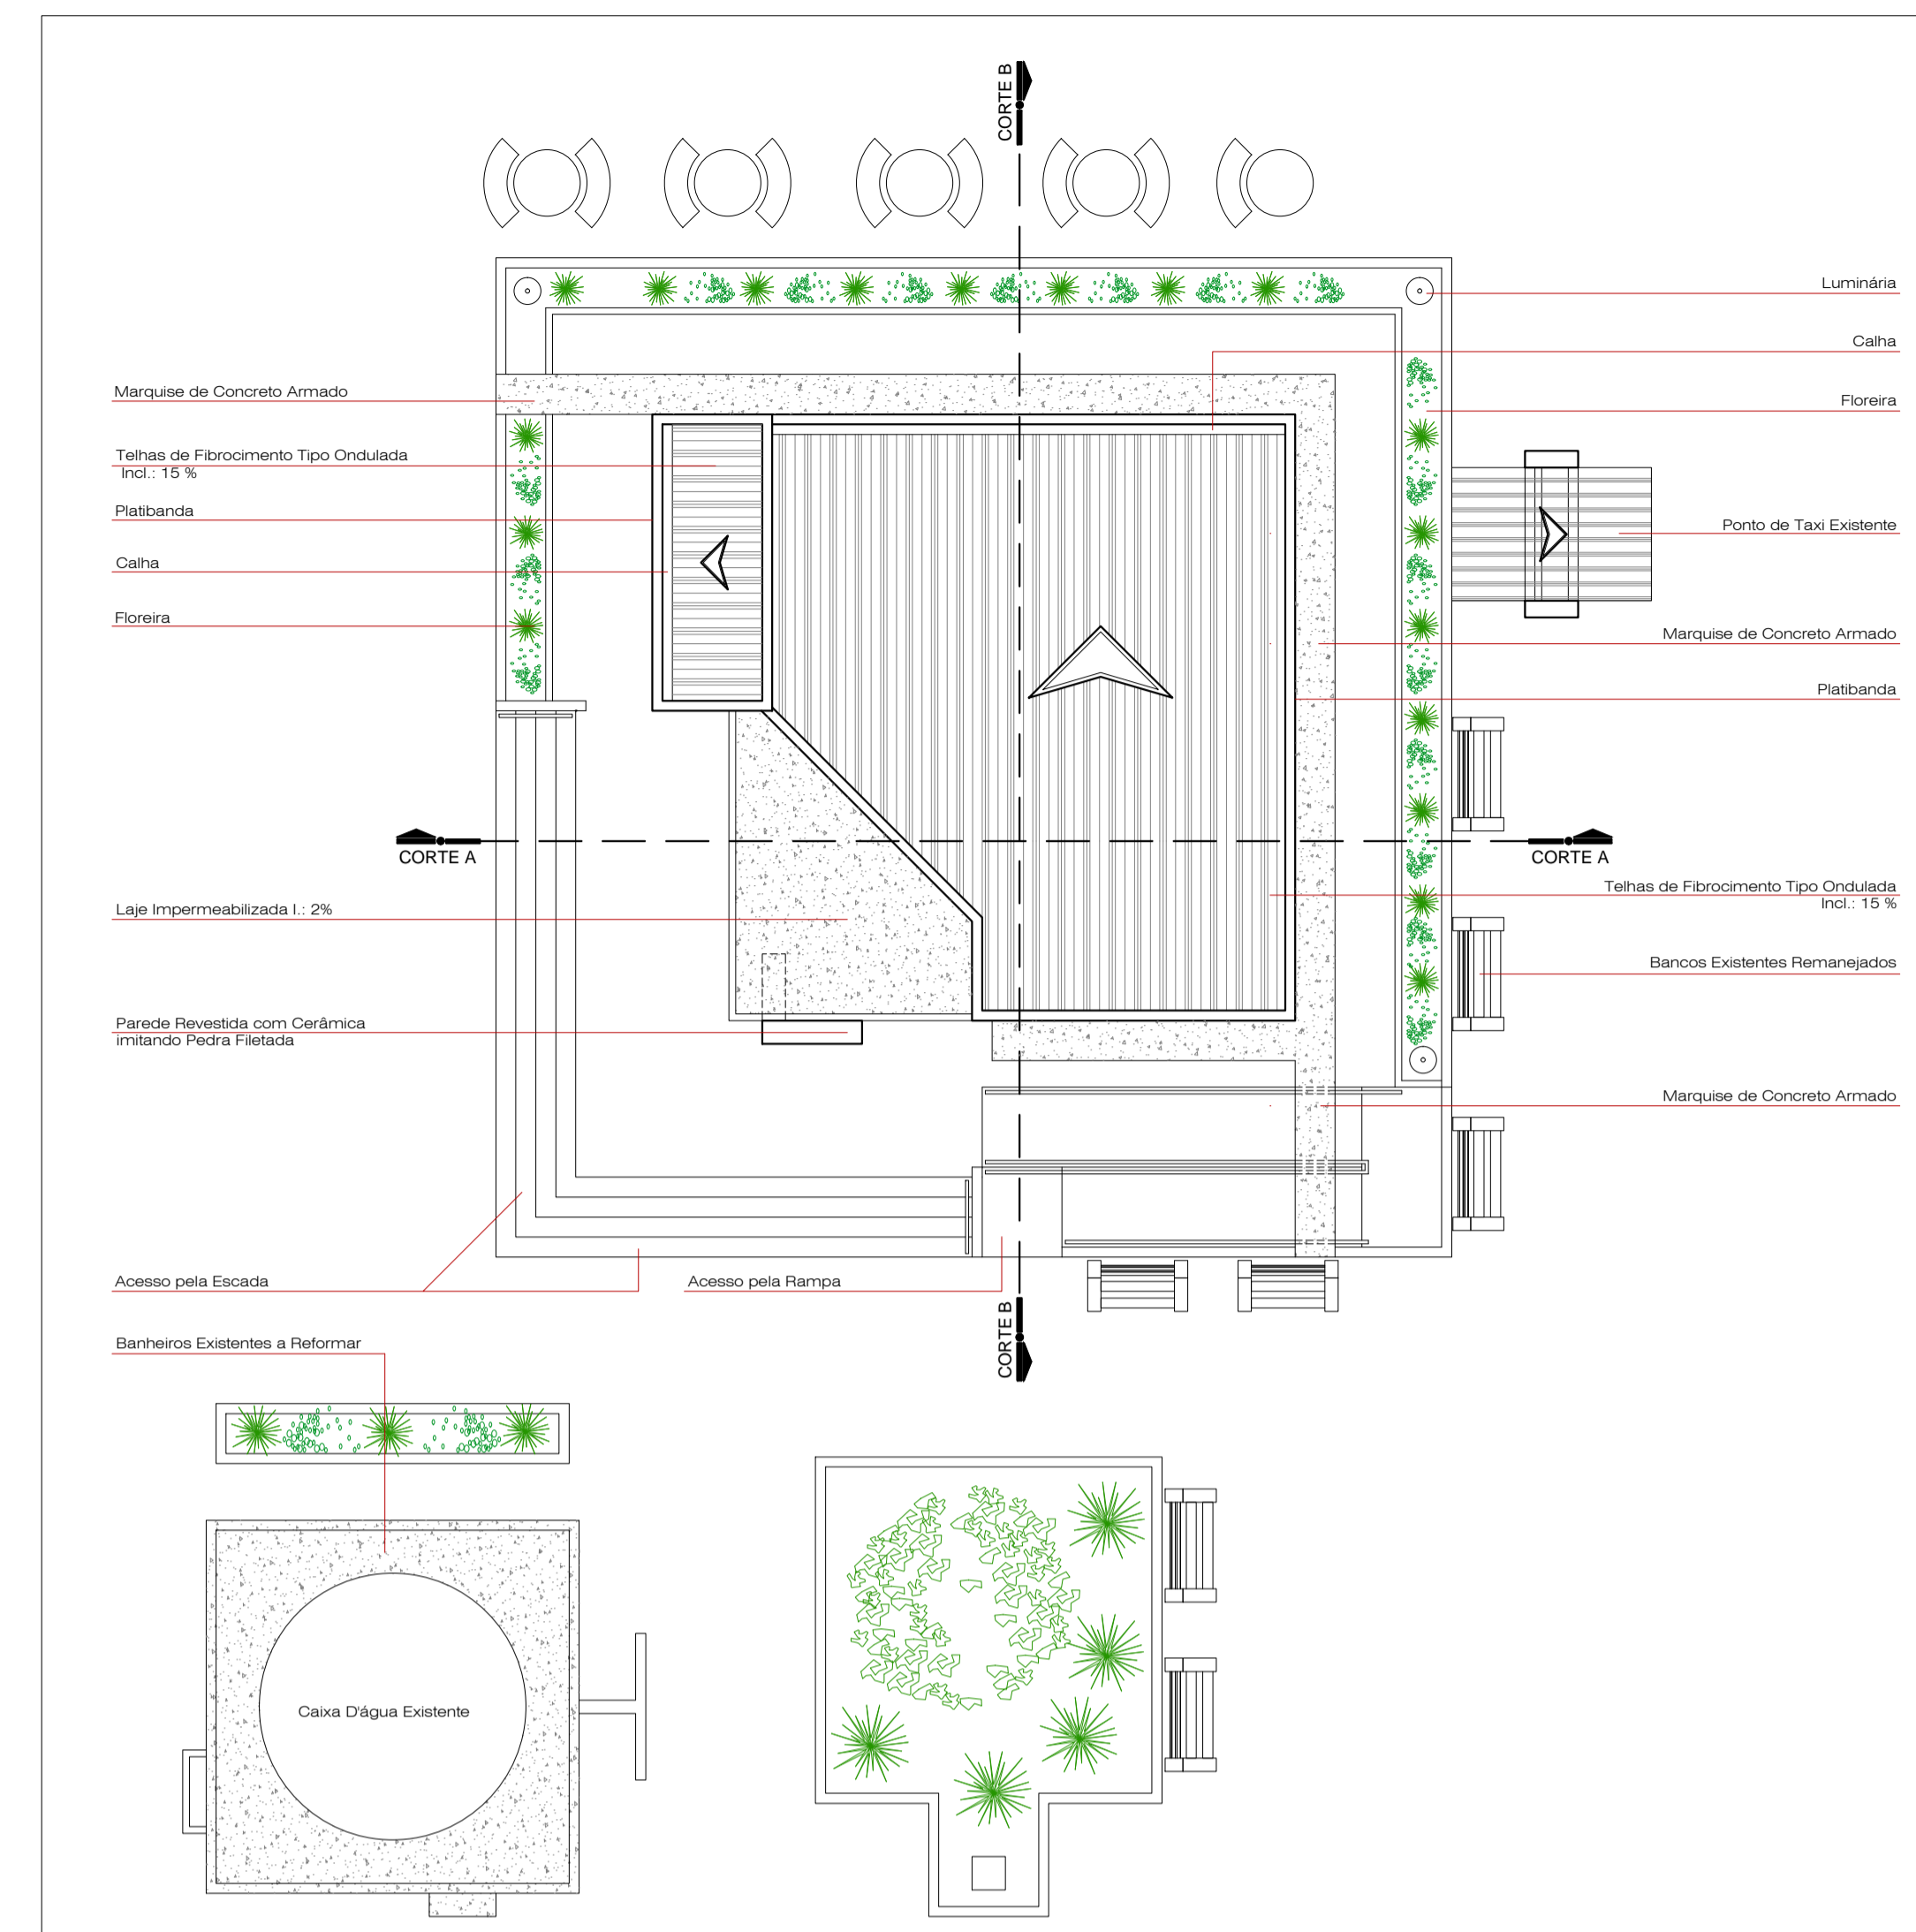 CORTE B
Luminária
Calha
Marquise de Concreto Armado
Floreira
Telhas de Fibrocimento Tipo Ondulada
Incl.: 15 %
Platibanda
Ponto de Taxi Existente
Calha
Floreira
Marquise de Concreto Armado
Platibanda
CORTE A
CORTE A
Telhas de Fibrocimento Tipo Ondulada
Incl.: 15 %
Laje Impermeabilizada I.: 2%
Bancos Existentes Remanejados
Parede Revestida com Cerâmica
imitando Pedra Filetada
Marquise de Concreto Armado
Acesso pela Escada
Acesso pela Rampa
CORTE B
Banheiros Existentes a Reformar
Caixa D'água Existente